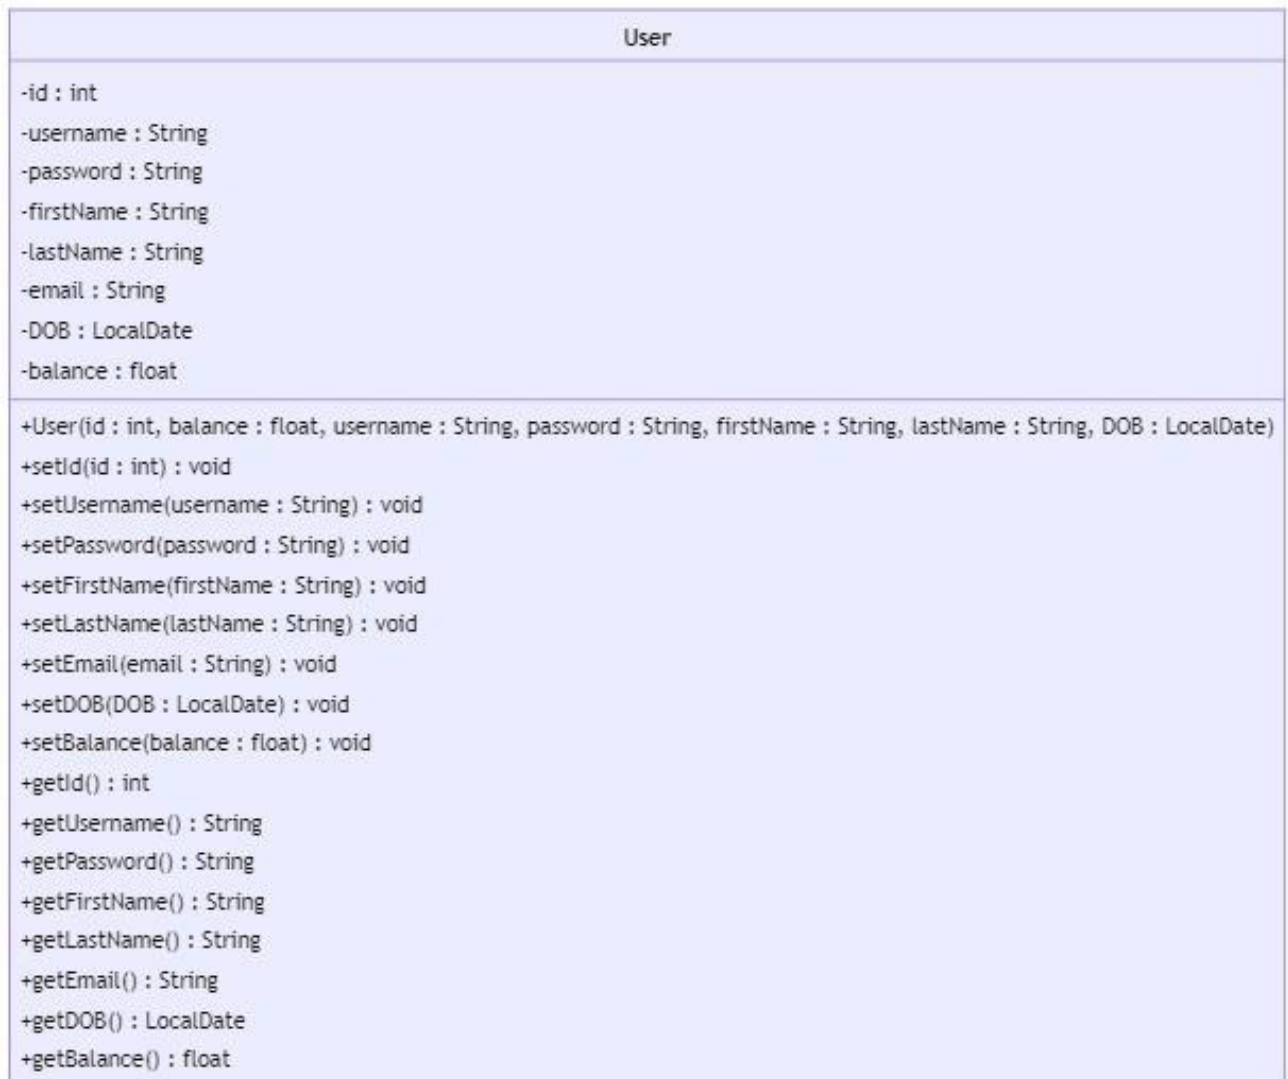 User
-id : int
-username : String
-password : String
-firstName : String
-lastName : String
-email : String
-DOB : LocalDate
-balance : float
+User(id : int, balance : float, username : String, password : String, firstName : String, lastName : String, DOB : LocalDate)
+setId(id : int) : void
+setUsername(username : String) : void
+setPassword(password : String) : void
+setFirstName(firstName : String) : void
+setLastName(lastName : String) : void
+setEmail(email : String) : void
+setDOB(DOB : LocalDate) : void
+setBalance(balance : float) : void
+getId() : int
+getUsername() : String
+getPassword() : String
+getFirstName() : String
+getLastName() : String
+getEmail() : String
+getDOB() : LocalDate
+getBalance() : float